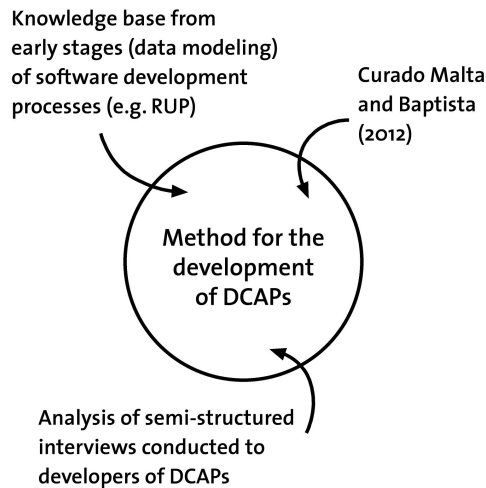 Knowledge base from
early stages (data modeling)
of software development
processes (e.g. RUP)
Curado Malta
and Baptista
(2012)
Method for the
development
of DCAPs
Analysis of semi-structured
interviews conducted to
developers of DCAPs